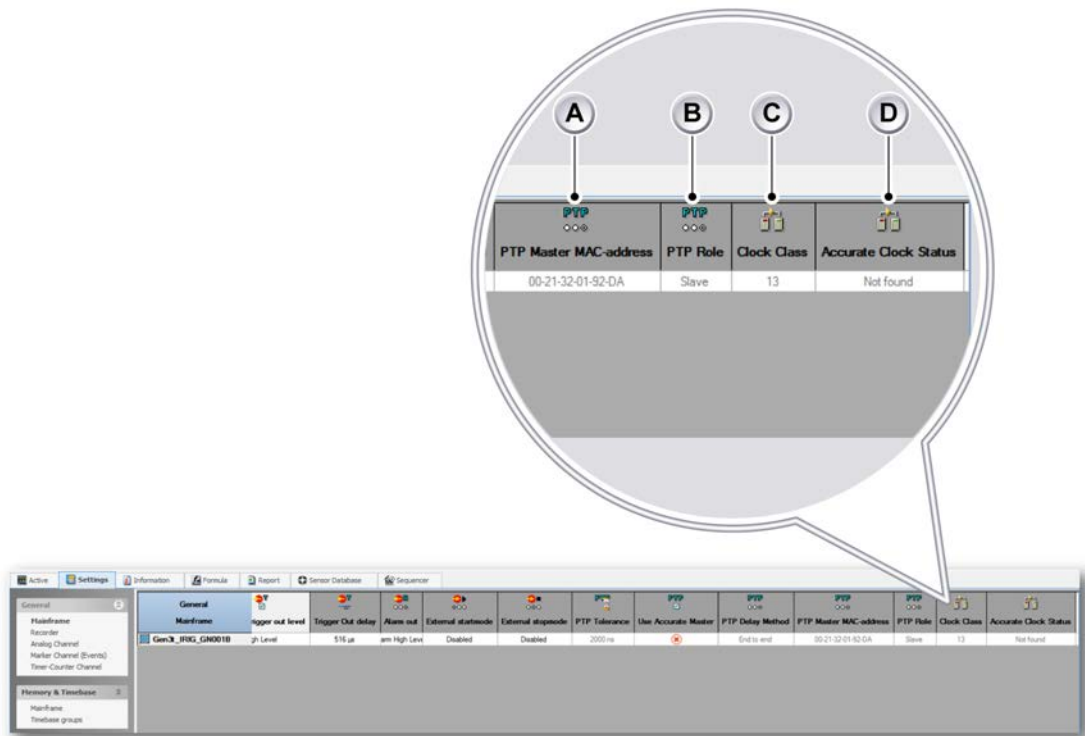 A B C D
PTP PTP
PTP Master MAC-address PTP Role Clock Class Accurate Clock Status
00-21-32-01-92-DA Slave 13 Not found
Active Settings Information Formula Report Sensor Database Sequencer
General
Mainframe
Recorder
Analog Channel
Marker Channel (Events)
Timer-Counter Channel
Memory & Timebase
Mainframe
Timebase groups
General
PTP PTP PTP PTP PTP
Mainframe rigger out level Trigger Out delay Alarm out External startmode External stopmode PTP Tolerance Use Accurate Master PTP Delay Method PTP Master MAC-address PTP Role Clock Class Accurate Clock Status
Gen3t_IRIG_GN001B gh Level 516 µs arm High Leve Disabled Disabled 2000 ns End to end 00-21-32-01-92-DA Slave 13 Not found